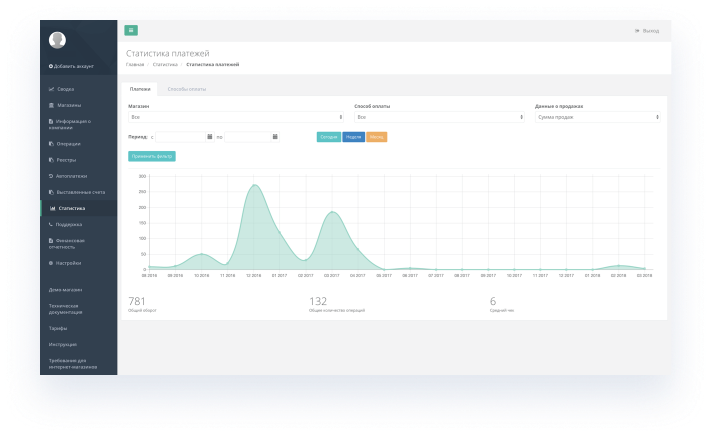 Выход
Добавить аккаунт
Сводка
Магазины
Информация о
компании
Операции
Реестры
Автоплатежи
Выставленные счета
Статистика
Поддержка
Финансовая
отчетность
Настройки
Демо-магазин
Техническая
документация
Тарифы
Инструкция
Требования для
интернет-магазинов
Статистика платежей
Главная / Статистика / Статистика платежей
Платежи Способы оплаты
Магазин Способ оплаты Данные о продажах
Все Все Сумма продаж
Период: с по Сегодня Неделя Месяц
Применить фильтр
300
250
200
150
100
50
0
08 2016 09 2016 10 2016 11 2016 12 2016 01 2017 02 2017 03 2017 04 2017 05 2017 06 2017 07 2017 08 2017 09 2017 10 2017 11 2017 12 2017 01 2018 02 2018 03 2018
781 132 6
Общий оборот Общее количество операций Средний чек